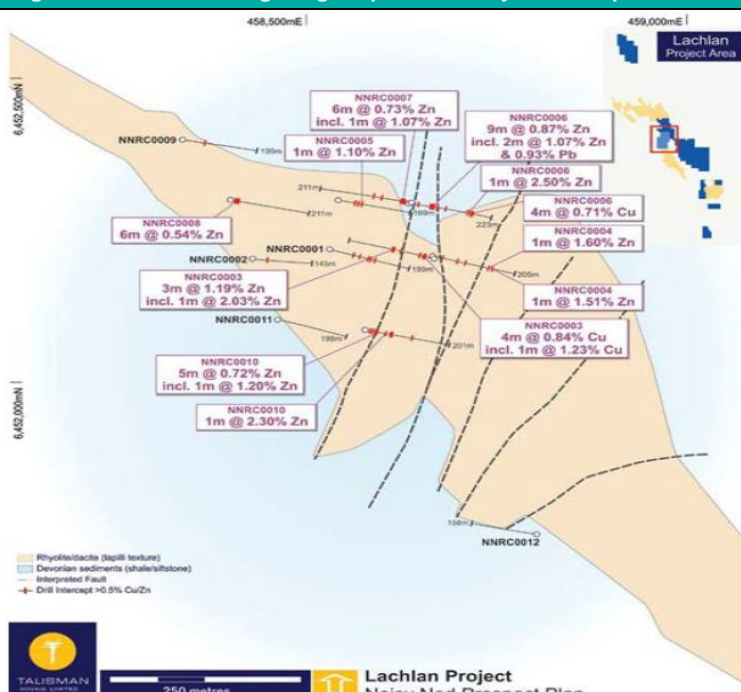 458,500mE
459,000mE
6,452,500mN
6,452,000mN
Lachlan
Project Area
NNRC0007
6m @ 0.73% Zn
incl. 1m @ 1.07% Zn
NNRC0006
9m @ 0.87% Zn
incl. 2m @ 1.07% Zn
& 0.93% Pb
NNRC0009
199m
NNRC0005
1m @ 1.10% Zn
NNRC0006
1m @ 2.50% Zn
211m
NNRC0008
6m @ 0.54% Zn
211m
169m
223m
NNRC0006
4m @ 0.71% Cu
NNRC0001
NNRC0002
145m
199m
205m
NNRC0004
1m @ 1.60% Zn
NNRC0003
3m @ 1.19% Zn
incl. 1m @ 2.03% Zn
NNRC0004
1m @ 1.51% Zn
NNRC0011
198m
201m
NNRC0003
4m @ 0.84% Cu
incl. 1m @ 1.23% Cu
NNRC0010
5m @ 0.72% Zn
incl. 1m @ 1.20% Zn
NNRC0010
1m @ 2.30% Zn
156m
NNRC0012
Rhyolite/dacite (lapilli texture)
Devonian sediments (shale/siltstone)
Interpreted Fault
Drill Intercept >0.5% Cu/Zn
TALISMAN
MINING LIMITED
250 metres
Lachlan Project
Noisy Ned Prospect Plan